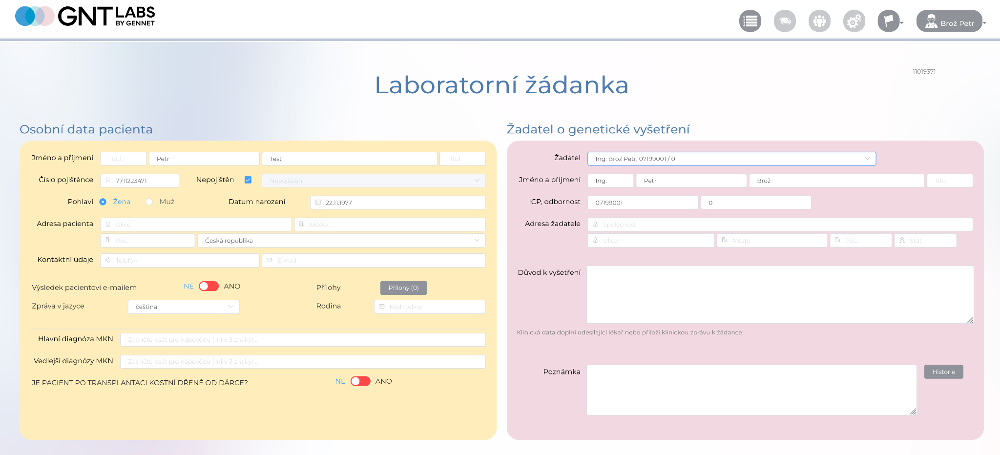 GNT LABS
BY GENNET
Brož Petr
11019371
Laboratorní žádanka
Osobní data pacienta
Jméno a příjmení Titul Petr Test Titul
Číslo pojištěnce 7711223471 Nepojištěn Nepojištěn
Pohlaví Žena Muž Datum narození 22.11.1977
Adresa pacienta Ulice Město
PSČ Česká republika
Kontaktní údaje Telefon E-mail
Výsledek pacientovi e-mailem NE ANO Přílohy Přílohy (0)
Zpráva v jazyce čeština Rodina Kód rodiny
Hlavní diagnóza MKN Začněte psát pro nápovědu (min. 3 znaky) ...
Vedlejší diagnózy MKN Začněte psát pro nápovědu (min. 3 znaky) ...
JE PACIENT PO TRANSPLANTACI KOSTNÍ DŘENĚ OD DÁRCE? NE ANO
Žadatel o genetické vyšetření
Žadatel Ing. Brož Petr, 07199001 / 0
Jméno a příjmení Ing. Petr Brož Titul
ICP, odbornost 07199001 0
Adresa žadatele Společnost
Ulice Město PSČ Stát
Důvod k vyšetření
Klinická data doplní odesílající lékař nebo přiloží klinickou zprávu k žádance.
Poznámka Historie